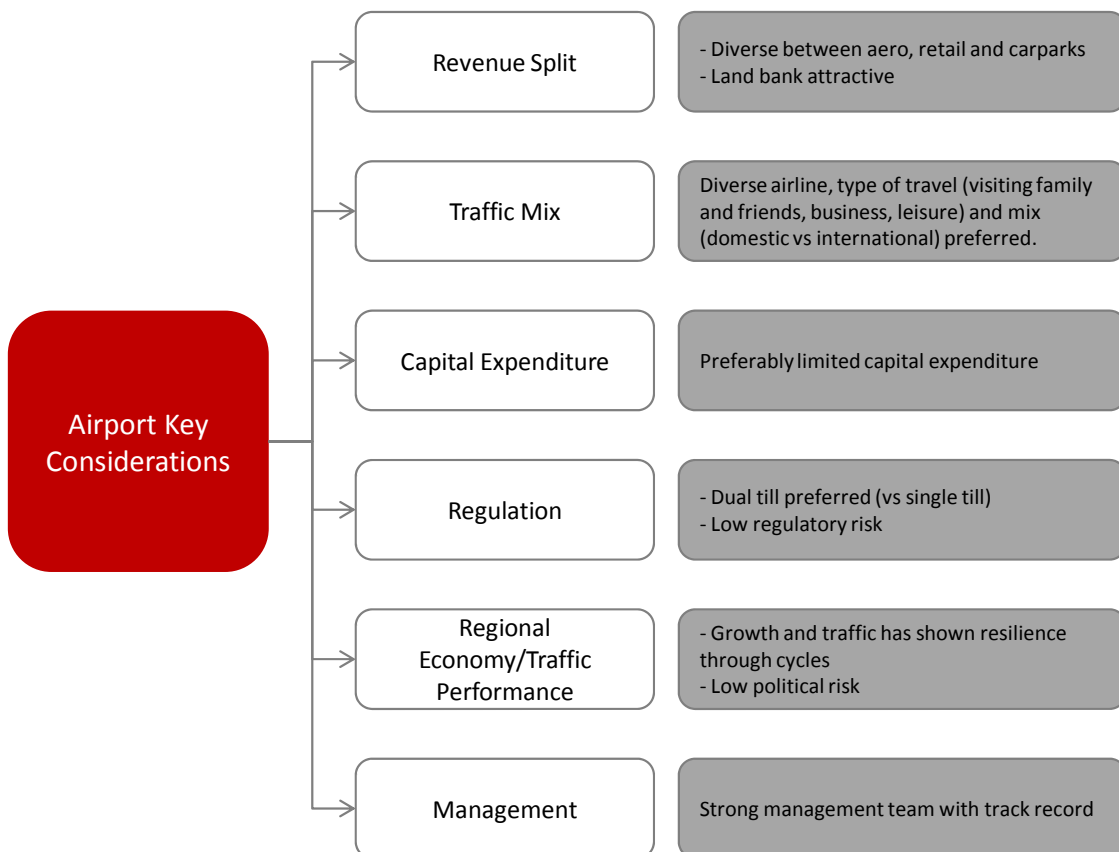 Airport Key
Considerations
Revenue Split
- Diverse between aero, retail and carparks
- Land bank attractive
Traffic Mix
Diverse airline, type of travel (visiting family
and friends, business, leisure) and mix
(domestic vs international) preferred.
Capital Expenditure
Preferably limited capital expenditure
Regulation
- Dual till preferred (vs single till)
- Low regulatory risk
Regional
Economy/Traffic
Performance
- Growth and traffic has shown resilience
through cycles
- Low political risk
Management
Strong management team with track record